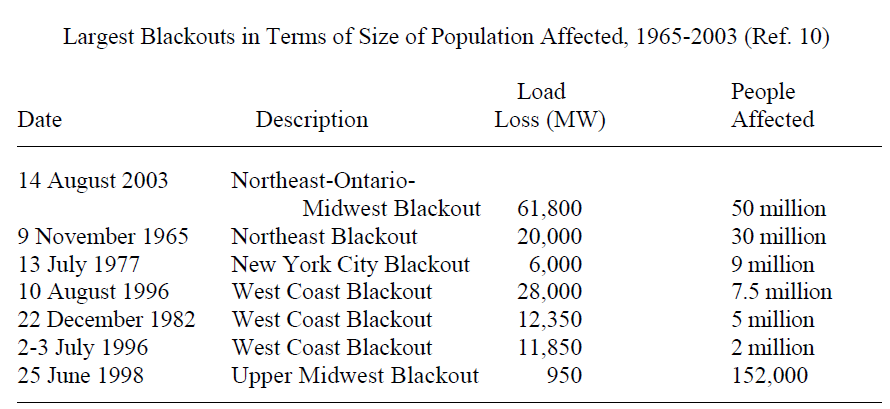 Largest Blackouts in Terms of Size of Population Affected, 1965-2003 (Ref. 10)
Load People
Date Description Loss (MW) Affected
14 August 2003 Northeast-Ontario-
Midwest Blackout 61,800 50 million
9 November 1965 Northeast Blackout 20,000 30 million
13 July 1977 New York City Blackout 6,000 9 million
10 August 1996 West Coast Blackout 28,000 7.5 million
22 December 1982 West Coast Blackout 12,350 5 million
2-3 July 1996 West Coast Blackout 11,850 2 million
25 June 1998 Upper Midwest Blackout 950 152,000